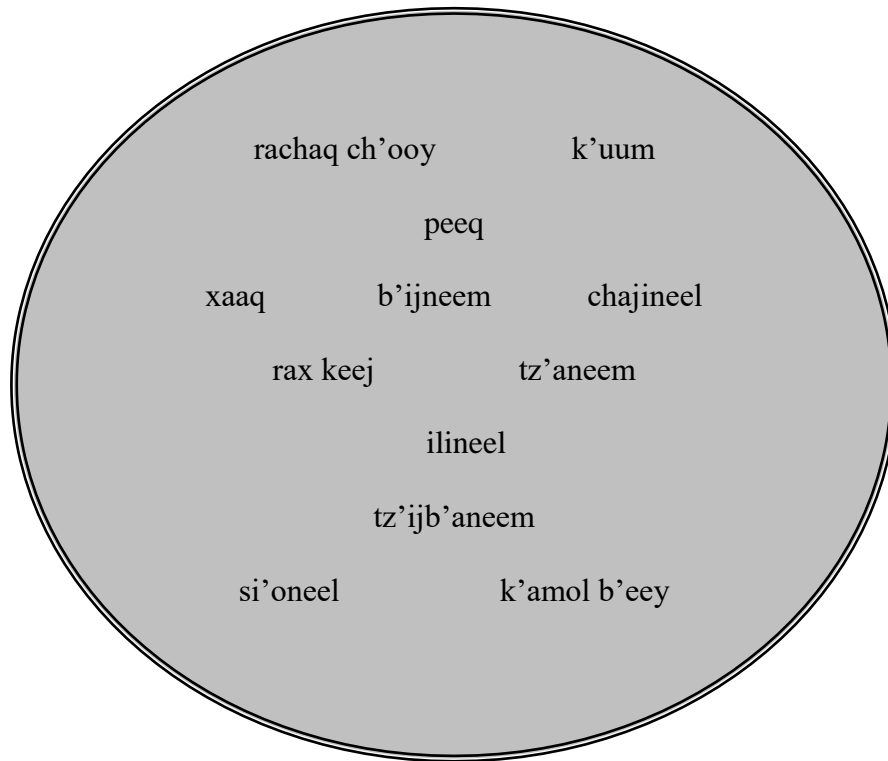 rachaq ch’ooy k’uum
peeq
xaaq b’ijneem chajineel
rax keej tz’aneem
ilineel
tz’ijb’aneem
si’oneel k’amol b’eey